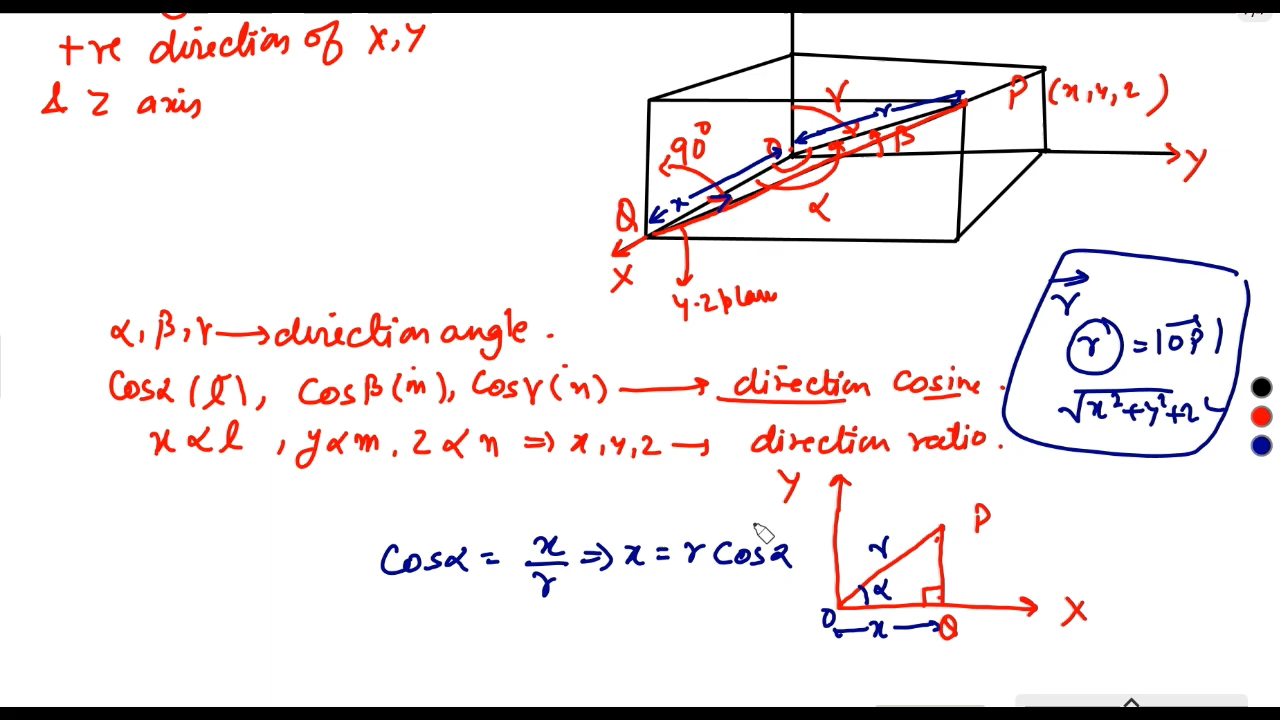 +ve direction of x, y
& z axis
γ
r
P (x, y, z)
90°
O
β
Y
x
α
Q
X
y-z plane
α, β, γ → direction angle.
Cosα (l), Cosβ (m), Cosγ (n) → direction cosine.
x ∝ l, y ∝ m, z ∝ n ⇒ x, y, z → direction ratio.
r
r = |OP|
√x²+y²+z²
Cosα = x/r ⇒ x = r Cosα
Y
P
r
α
O
x
Q
X